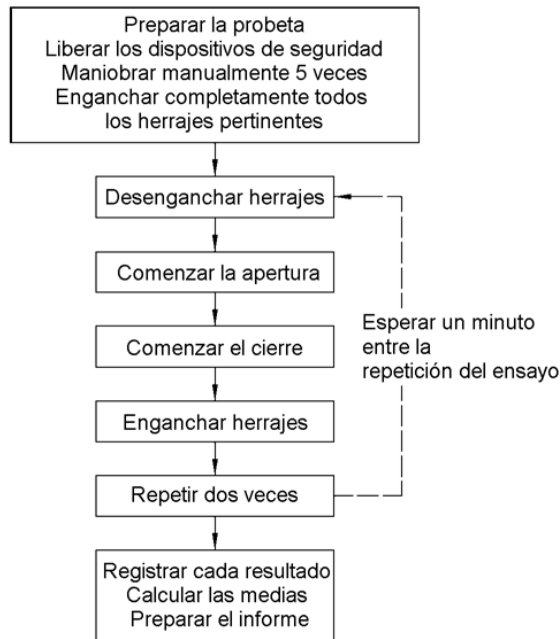 Preparar la probeta
Liberar los dispositivos de seguridad
Maniobrar manualmente 5 veces
Enganchar completamente todos
los herrajes pertinentes
Desenganchar herrajes
Comenzar la apertura
Comenzar el cierre
Enganchar herrajes
Repetir dos veces
Esperar un minuto
entre la
repetición del ensayo
Registrar cada resultado
Calcular las medias
Preparar el informe